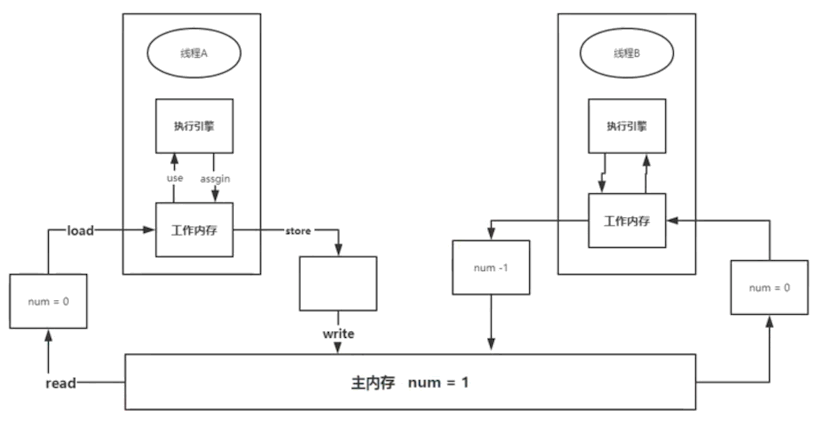 线程A
线程B
执行引擎
执行引擎
use
assgin
工作内存
工作内存
load
store
num -1
num = 0
num = 0
write
read
主内存 num = 1